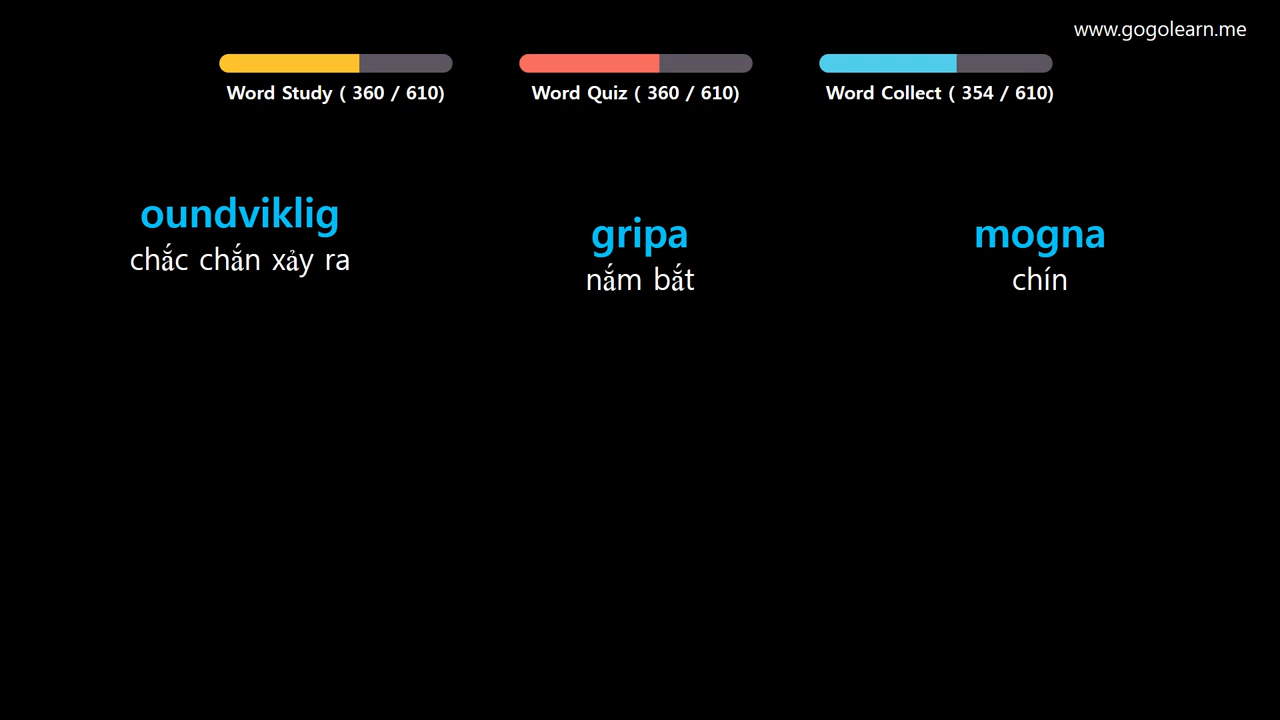 www.gogolearn.me
Word Study ( 360 / 610)
Word Quiz ( 360 / 610)
Word Collect ( 354 / 610)
oundviklig
chắc chắn xảy ra
gripa
nắm bắt
mogna
chín